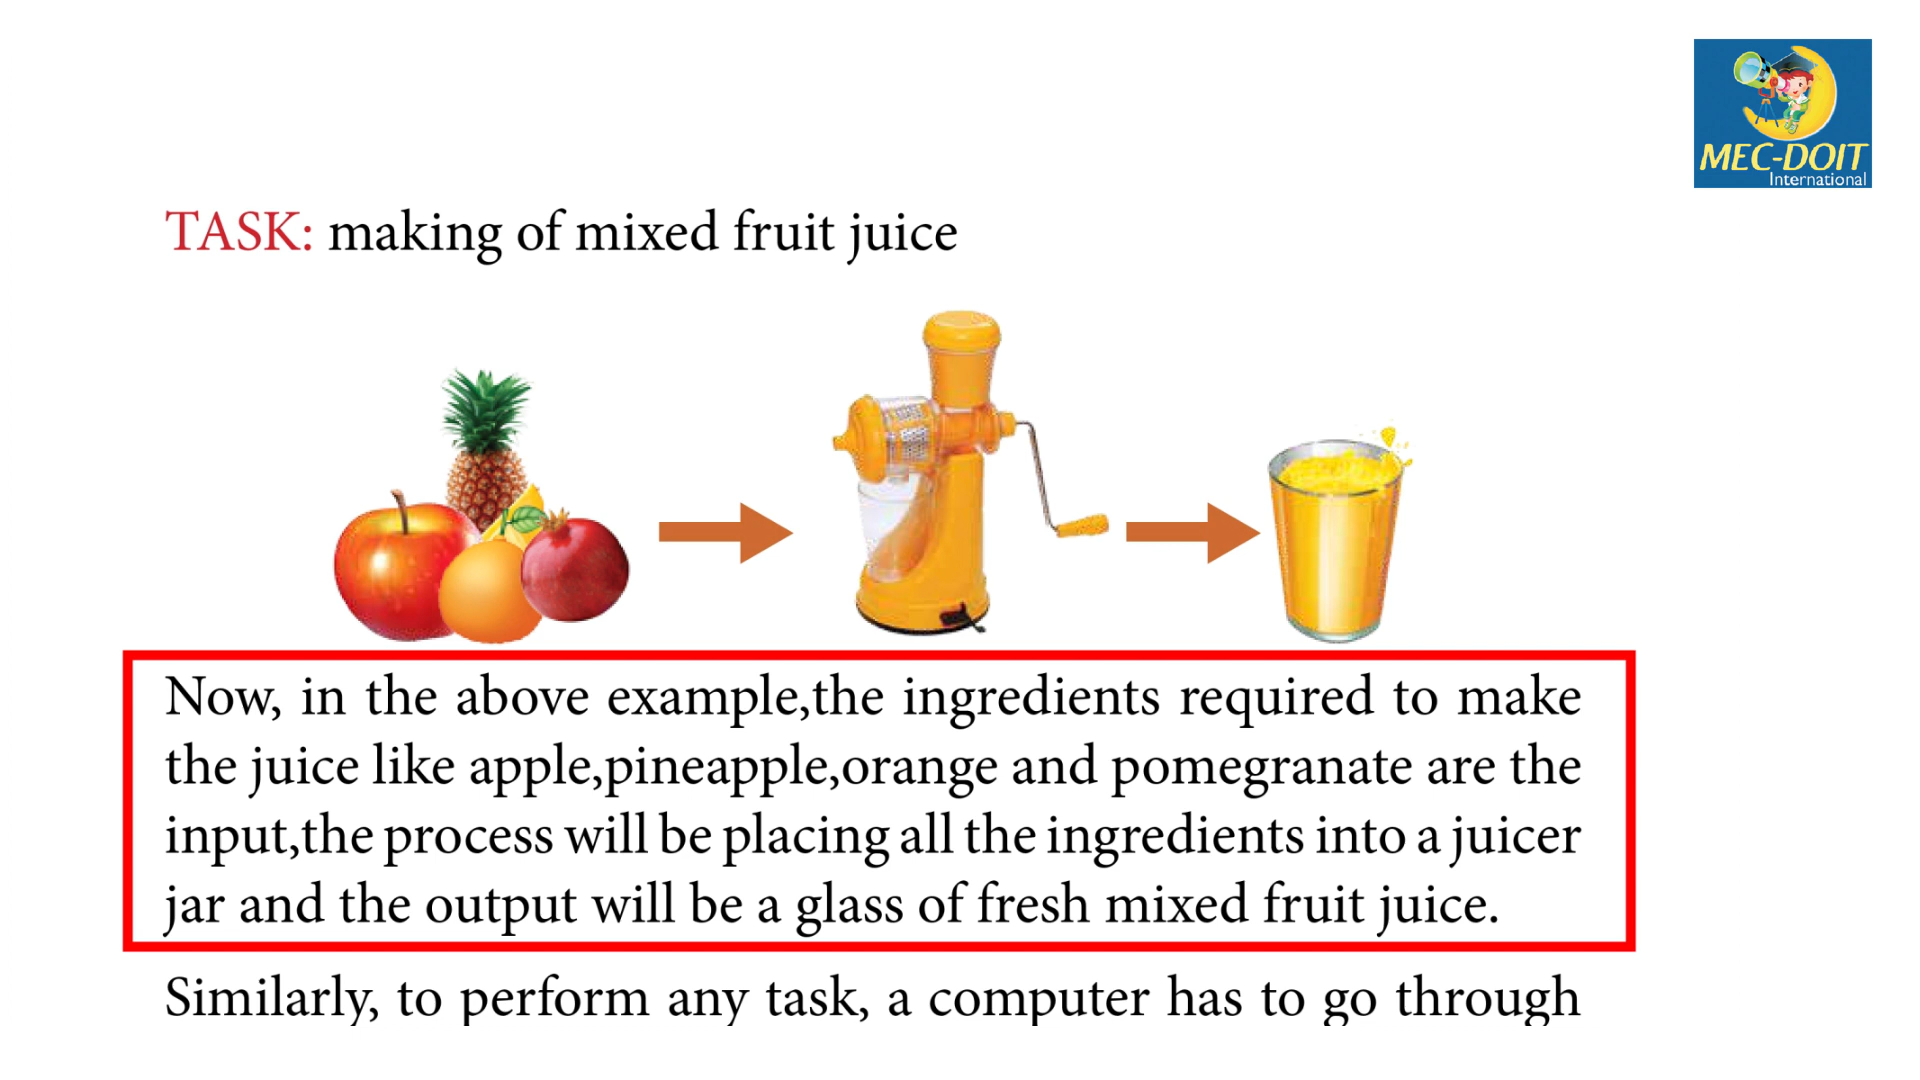 MEC-DOIT
International
TASK: making of mixed fruit juice
Now, in the above example,the ingredients required to make
the juice like apple,pineapple,orange and pomegranate are the
input,the process will be placing all the ingredients into a juicer
jar and the output will be a glass of fresh mixed fruit juice.
Similarly, to perform any task, a computer has to go through